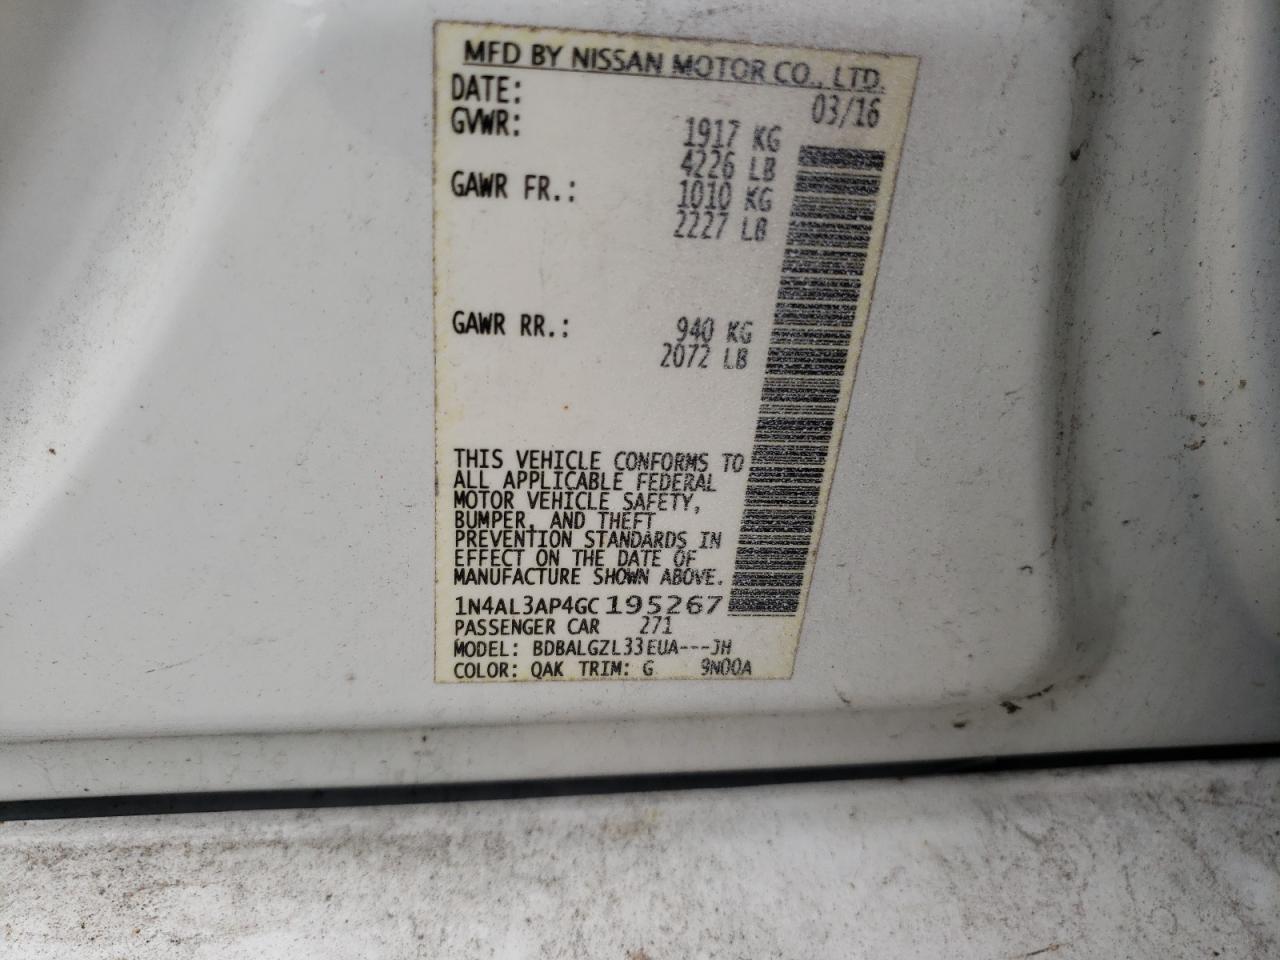 MFD BY NISSAN MOTOR CO., LTD.
DATE: 03/16
GVWR: 1917 KG
4226 LB
GAWR FR.: 1010 KG
2227 LB
GAWR RR.: 940 KG
2072 LB
THIS VEHICLE CONFORMS TO
ALL APPLICABLE FEDERAL
MOTOR VEHICLE SAFETY,
BUMPER, AND THEFT
PREVENTION STANDARDS IN
EFFECT ON THE DATE OF
MANUFACTURE SHOWN ABOVE.
1N4AL3AP4GC195267
PASSENGER CAR 271
MODEL: BDBALGZL33EUA---JH
COLOR: QAK TRIM: G 9N00A